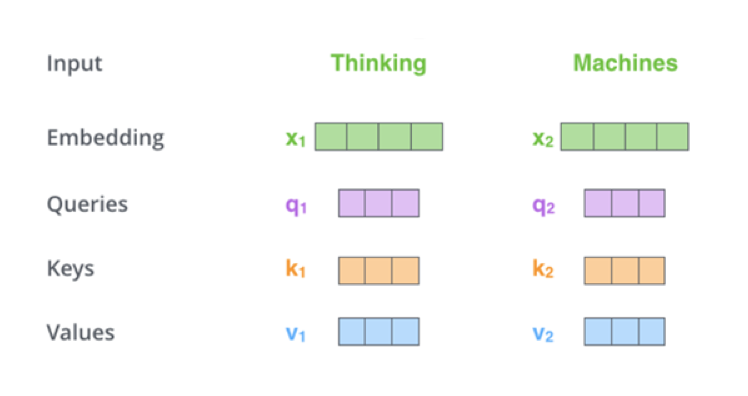 Input Thinking Machines
Embedding x1 x2
Queries q1 q2
Keys k1 k2
Values v1 v2